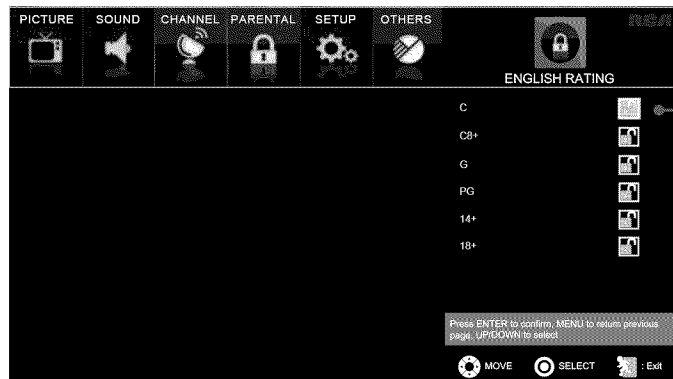 PICTURE SOUND CHANNEL PARENTAL SETUP OTHERS
RCA
ENGLISH RATING
C
C8+
G
PG
14+
18+
Press ENTER to confirm, MENU to return previous
page, UP/DOWN to select
MOVE SELECT : Exit